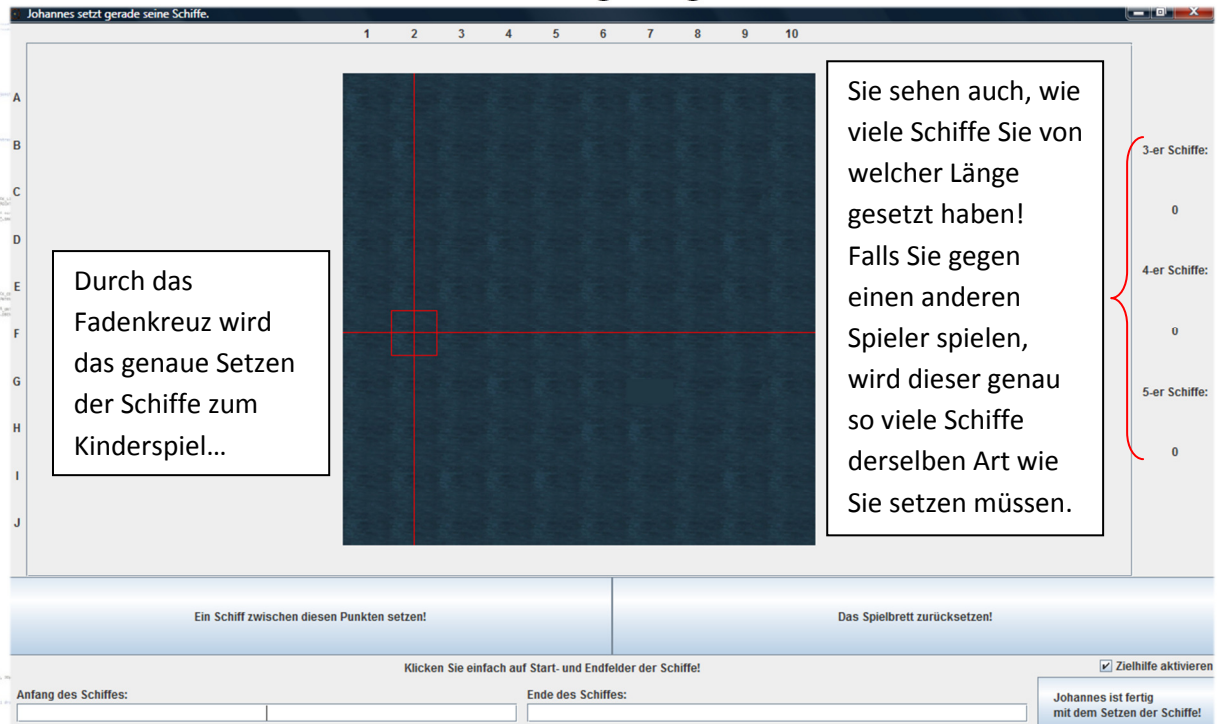 Johannes setzt gerade seine Schiffe.
1 2 3 4 5 6 7 8 9 10
A
B
C
D
E
F
G
H
I
J
Durch das
Fadenkreuz wird
das genaue Setzen
der Schiffe zum
Kinderspiel…
Sie sehen auch, wie
viele Schiffe Sie von
welcher Länge
gesetzt haben!
Falls Sie gegen
einen anderen
Spieler spielen,
wird dieser genau
so viele Schiffe
derselben Art wie
Sie setzen müssen.
3-er Schiffe:
0
4-er Schiffe:
0
5-er Schiffe:
0
Ein Schiff zwischen diesen Punkten setzen!
Das Spielbrett zurücksetzen!
Klicken Sie einfach auf Start- und Endfelder der Schiffe!
Zielhilfe aktivieren
Anfang des Schiffes:
Ende des Schiffes:
Johannes ist fertig
mit dem Setzen der Schiffe!